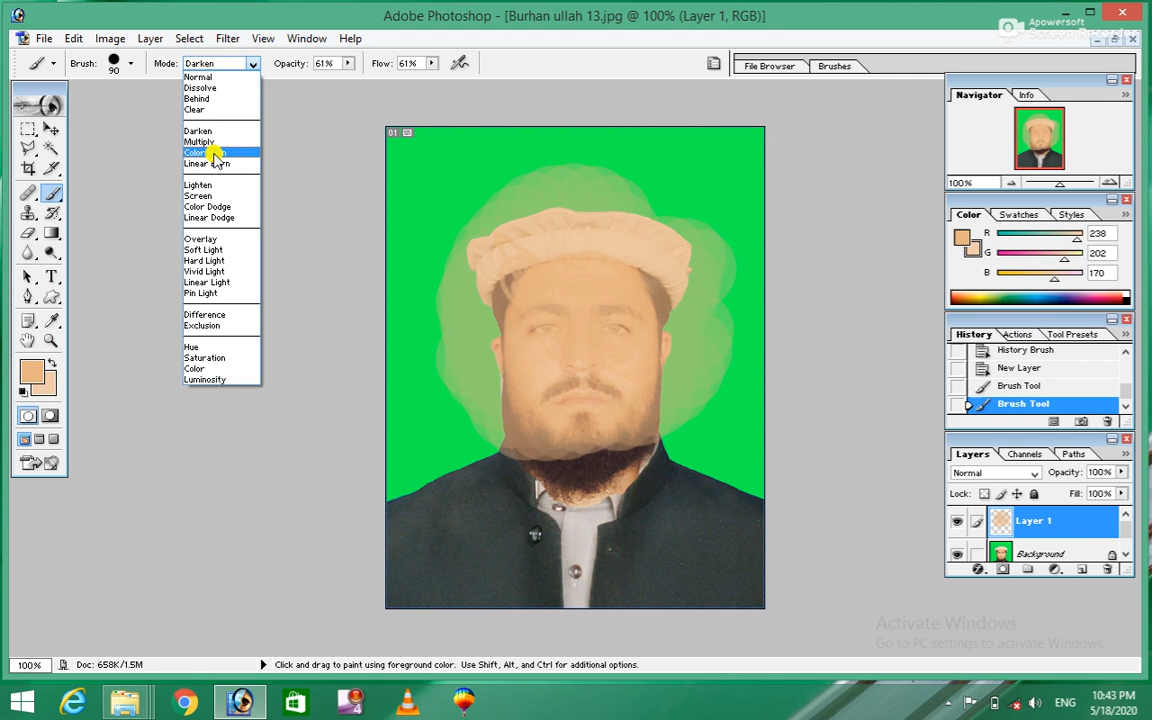 Adobe Photoshop - [Burhan ullah 13.jpg @ 100% (Layer 1, RGB)]
Apowersoft
Screen Recorder
File Edit Image Layer Select Filter View Window Help
Brush: 90 Mode: Darken Opacity: 61% Flow: 61% File Browser Brushes
Normal
Dissolve
Behind
Clear
Darken
Multiply
Linear Burn
Lighten
Screen
Color Dodge
Linear Dodge
Overlay
Soft Light
Hard Light
Vivid Light
Linear Light
Pin Light
Difference
Exclusion
Hue
Saturation
Color
Luminosity
01
Navigator Info
100%
Color Swatches Styles
R 238
G 202
B 170
History Actions Tool Presets
History Brush
New Layer
Brush Tool
Brush Tool
Layers Channels Paths
Normal Opacity: 100%
Lock: Fill: 100%
Layer 1
Background
Activate Windows
Go to PC settings to activate Windows.
100% Doc: 658K/1.5M Click and drag to paint using foreground color. Use Shift, Alt, and Ctrl for additional options.
ENG
10:43 PM
5/18/2020